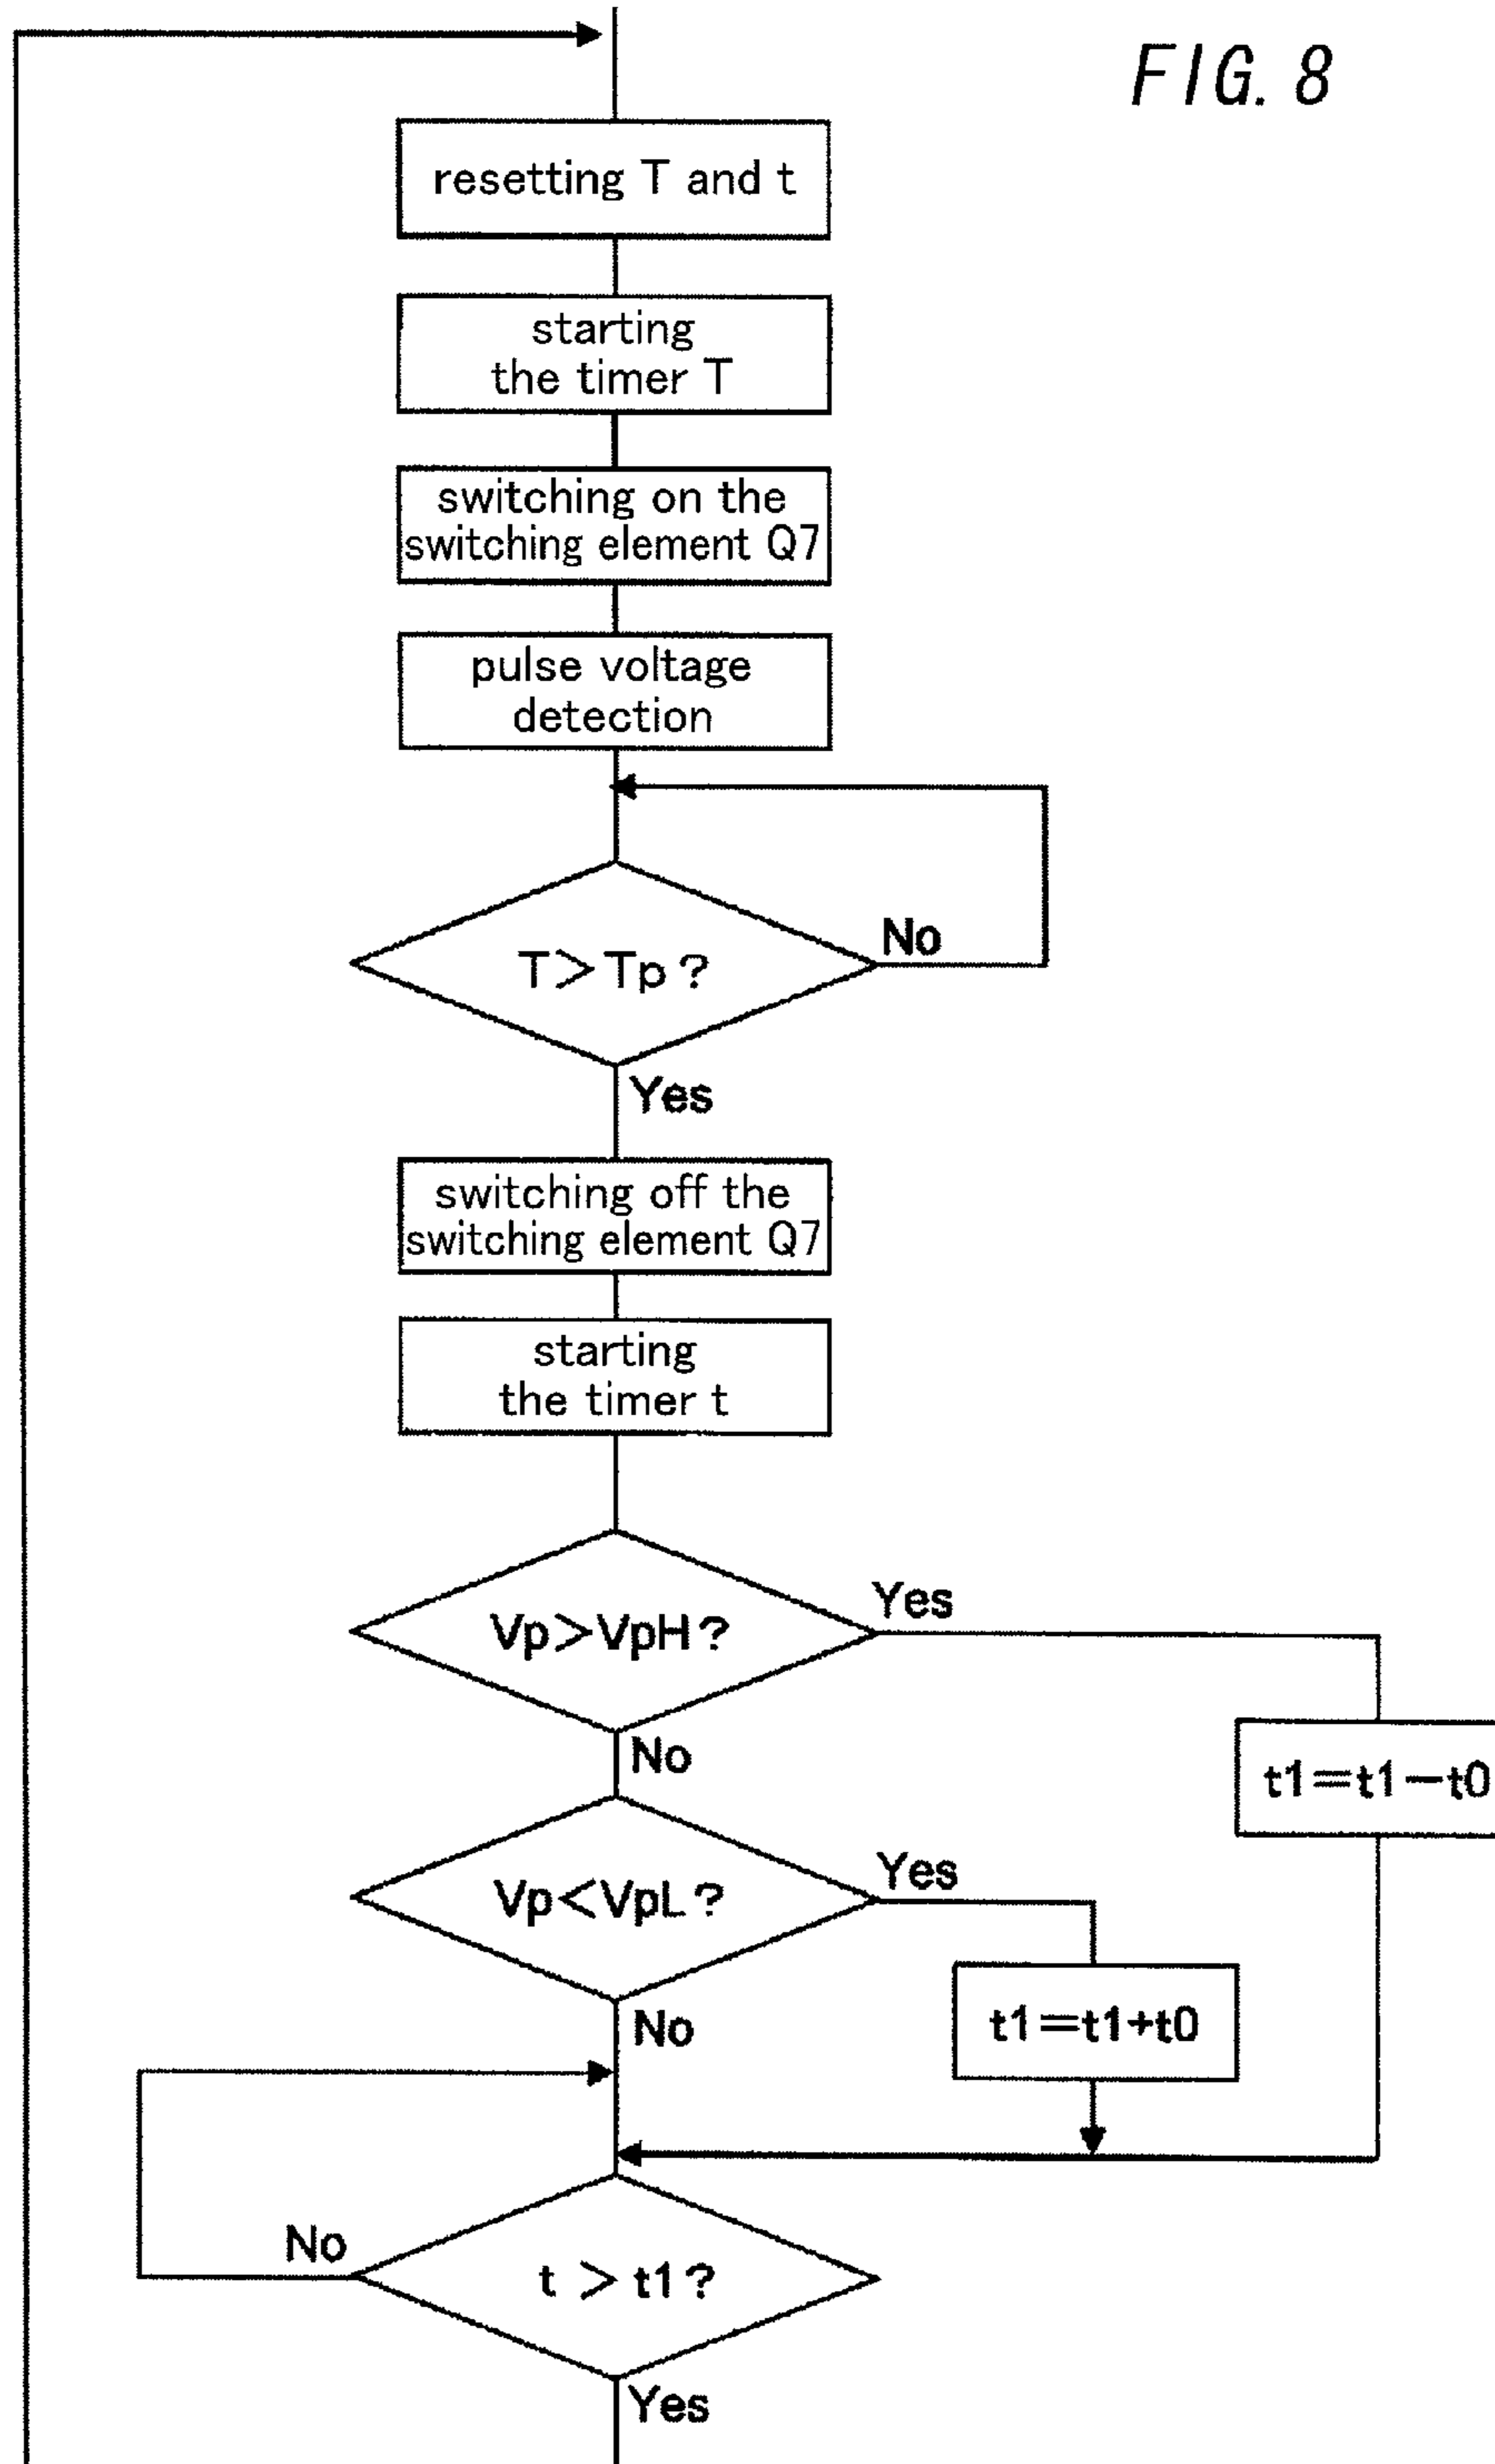 FIG. 8
resetting T and t
starting
the timer T
switching on the
switching element Q7
pulse voltage
detection
T>Tp?
No
Yes
switching off the
switching element Q7
starting
the timer t
Vp>VpH?
Yes
No
t1=t1−t0
Vp<VpL?
Yes
No
t1=t1+t0
t > t1?
No
Yes